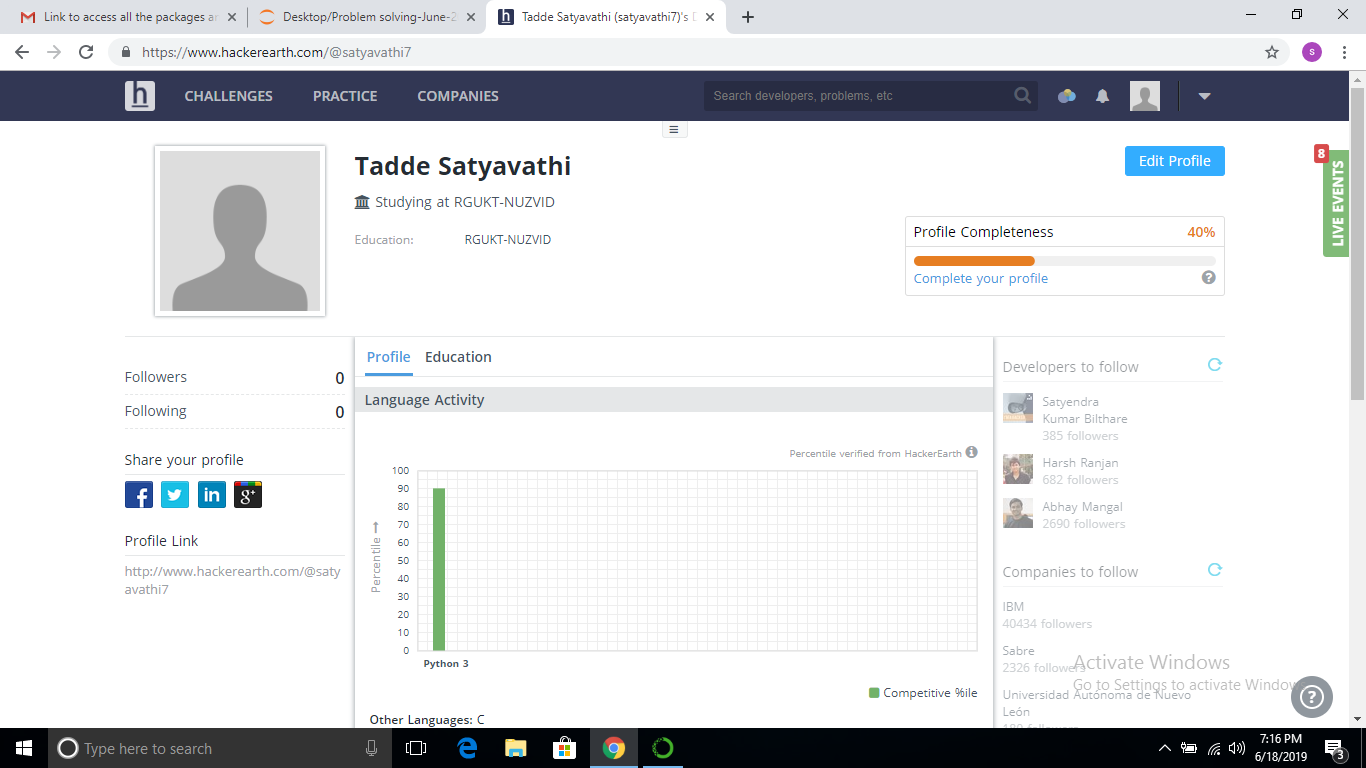 Link to access all the packages a
Desktop/Problem solving-June-2
Tadde Satyavathi (satyavathi7)'s D
https://www.hackerearth.com/@satyavathi7
s
h
CHALLENGES
PRACTICE
COMPANIES
Search developers, problems, etc
Tadde Satyavathi
Edit Profile
Studying at RGUKT-NUZVID
Education: RGUKT-NUZVID
Profile Completeness 40%
Complete your profile
?
8
LIVE EVENTS
Followers 0
Following 0
Share your profile
Profile Link
http://www.hackerearth.com/@saty
avathi7
Profile Education
Language Activity
Percentile verified from HackerEarth
100
90
80
70
60
50
40
30
20
10
0
Percentile
Python 3
Competitive %ile
Other Languages: C
Developers to follow
Satyendra
Kumar Bilthare
385 followers
Harsh Ranjan
682 followers
Abhay Mangal
2690 followers
Companies to follow
IBM
40434 followers
Sabre
2326 followers
Universidad Autónoma de Nuevo
León
Activate Windows
Go to Settings to activate Window
?
Type here to search
7:16 PM
6/18/2019
3